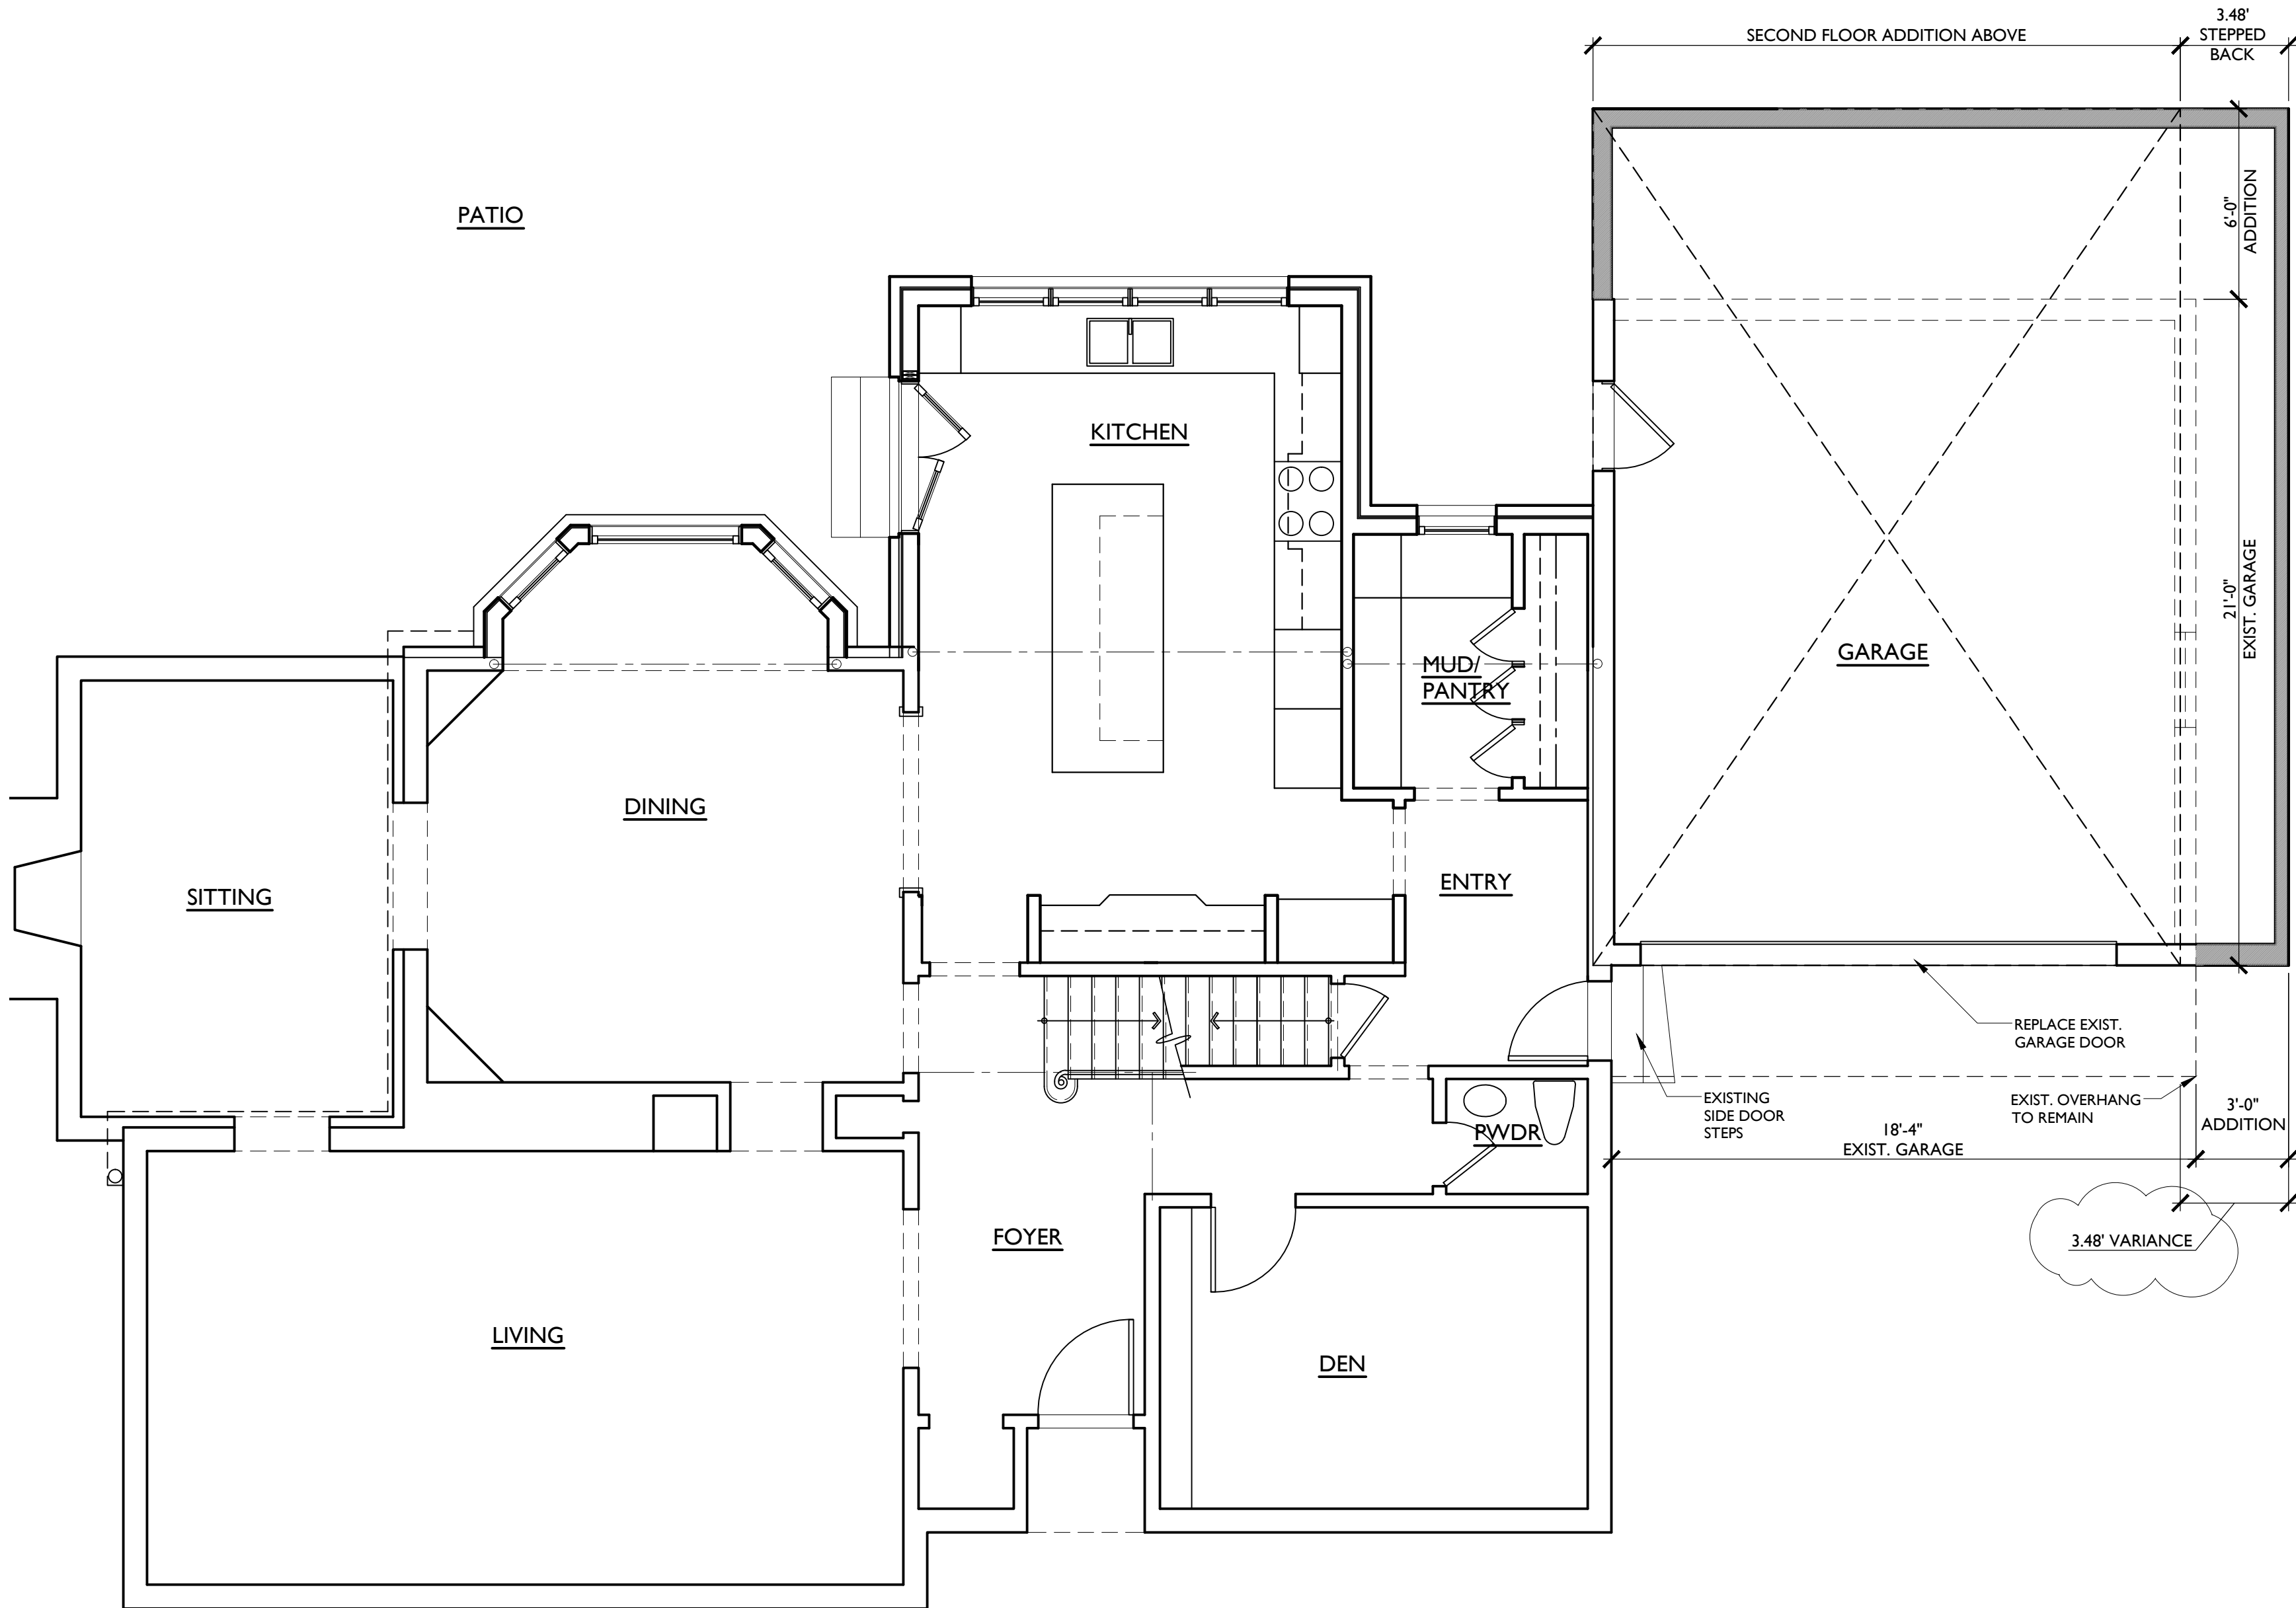 3.48'
SECOND FLOOR ADDITION ABOVE
STEPPED
BACK
PATIO
6'-0"
ADDITION
KITCHEN
21'-0"
EXIST. GARAGE
GARAGE
MUD/
PANTRY
DINING
ENTRY
SITTING
REPLACE EXIST.
GARAGE DOOR
EXISTING
SIDE DOOR
STEPS
EXIST. OVERHANG
TO REMAIN
3'-0"
ADDITION
18'-4"
EXIST. GARAGE
PWDR
FOYER
3.48' VARIANCE
LIVING
DEN